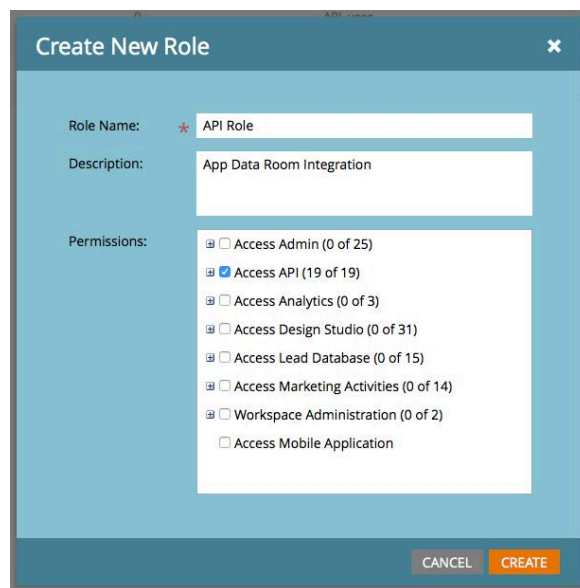 Create New Role
Role Name:
* API Role
Description:
App Data Room Integration
Permissions:
Access Admin (0 of 25)
Access API (19 of 19)
Access Analytics (0 of 3)
Access Design Studio (0 of 31)
Access Lead Database (0 of 15)
Access Marketing Activities (0 of 14)
Workspace Administration (0 of 2)
Access Mobile Application
CANCEL CREATE